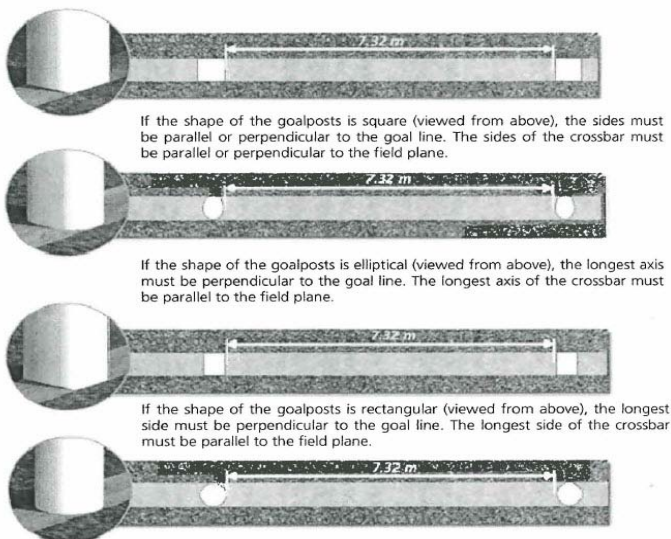 7.32 m
If the shape of the goalposts is square (viewed from above), the sides must
be parallel or perpendicular to the goal line. The sides of the crossbar must
be parallel or perpendicular to the field plane.
7.32 m
If the shape of the goalposts is elliptical (viewed from above), the longest axis
must be perpendicular to the goal line. The longest axis of the crossbar must
be parallel to the field plane.
7.32 m
If the shape of the goalposts is rectangular (viewed from above), the longest
side must be perpendicular to the goal line. The longest side of the crossbar
must be parallel to the field plane.
7.32 m